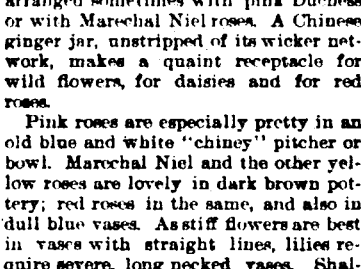 arranged sometimes with pink Duchess
or with Marechal Niel roses. A Chinese
ginger jar, unstripped of its wicker net-
work, makes a quaint receptacle for
wild flowers, for daisies and for red
roses.
Pink roses are especially pretty in an
old blue and white "chiney" pitcher or
bowl. Marechal Niel and the other yel-
low roses are lovely in dark brown pot-
tery; red roses in the same, and also in
dull blue vases. As stiff flowers are best
in vases with straight lines, lilies re-
quire severe, long necked vases. Shal-